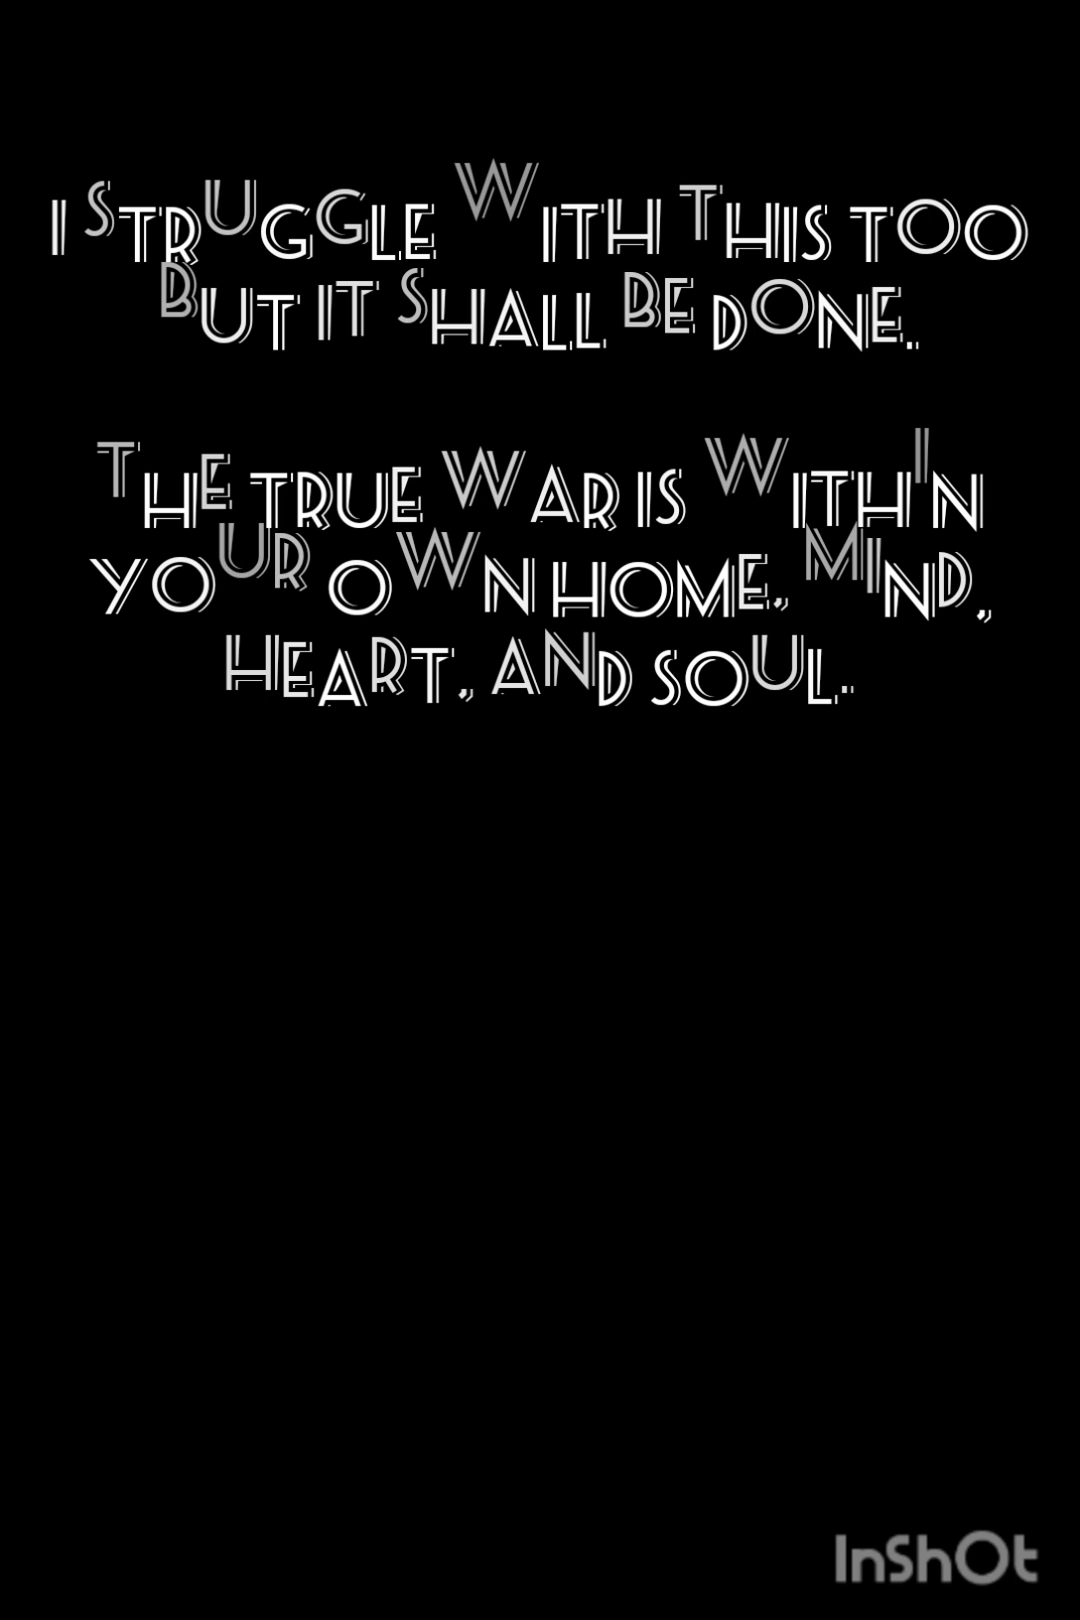 I STRUGGLE WITH THIS TOO
BUT IT SHALL BE DONE.
THE TRUE WAR IS WITHIN
YOUR OWN HOME, MIND,
HEART, AND SOUL.
InShOt